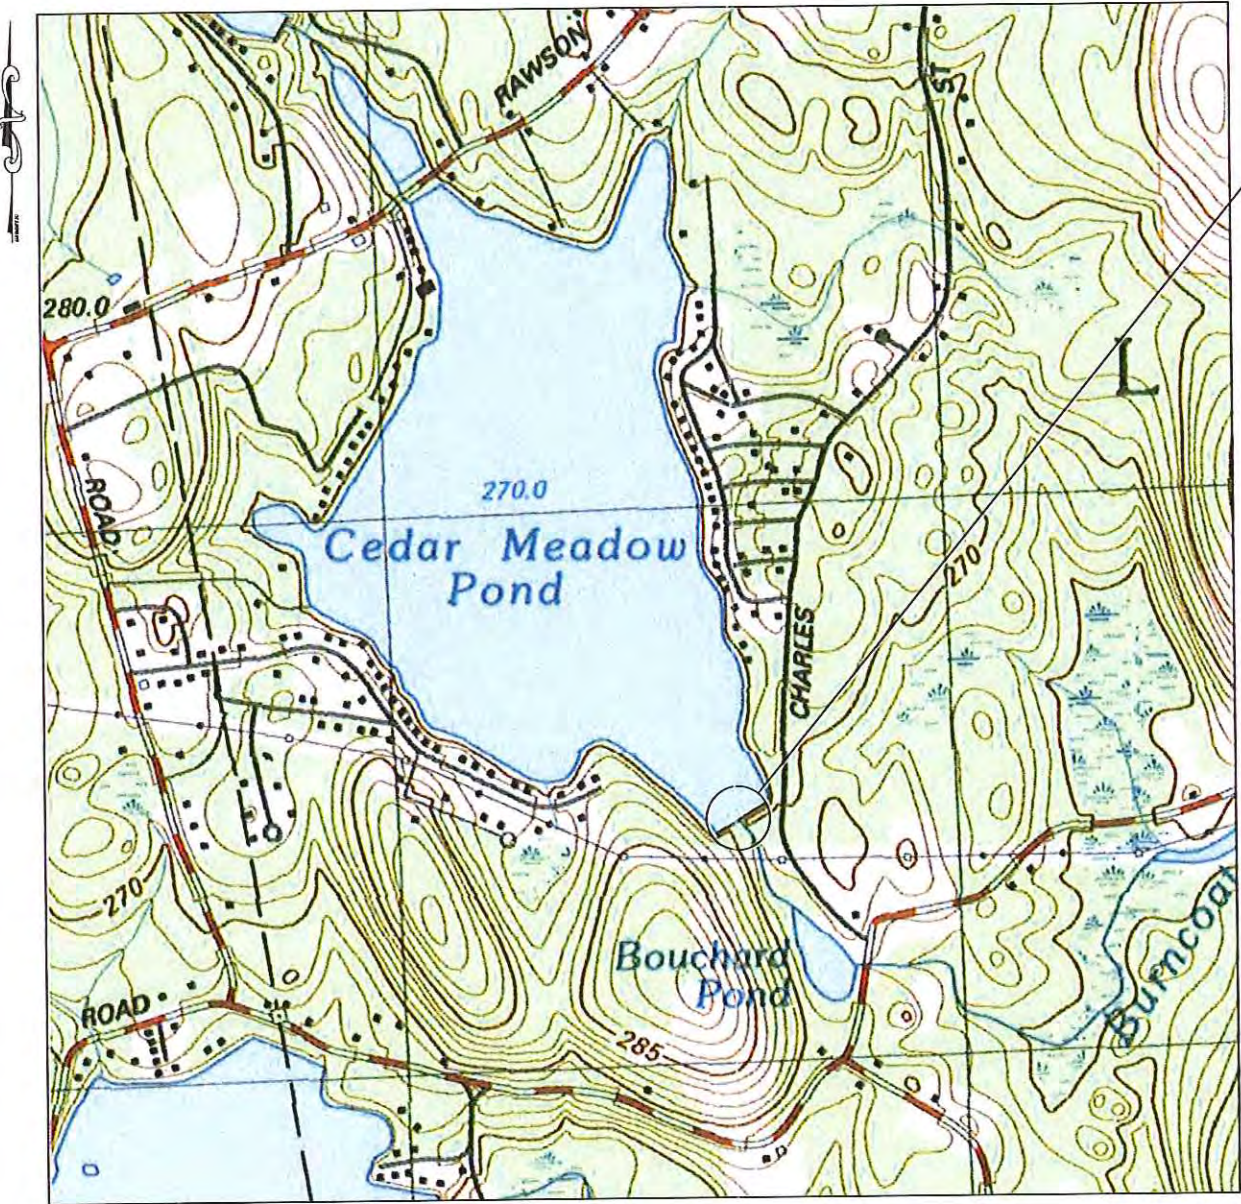 RAWSON
ST
280.0
L
270.0
Cedar Meadow
Pond
ROAD
270
CHARLES
270
Bouchard
Pond
Burncoat
ROAD
285